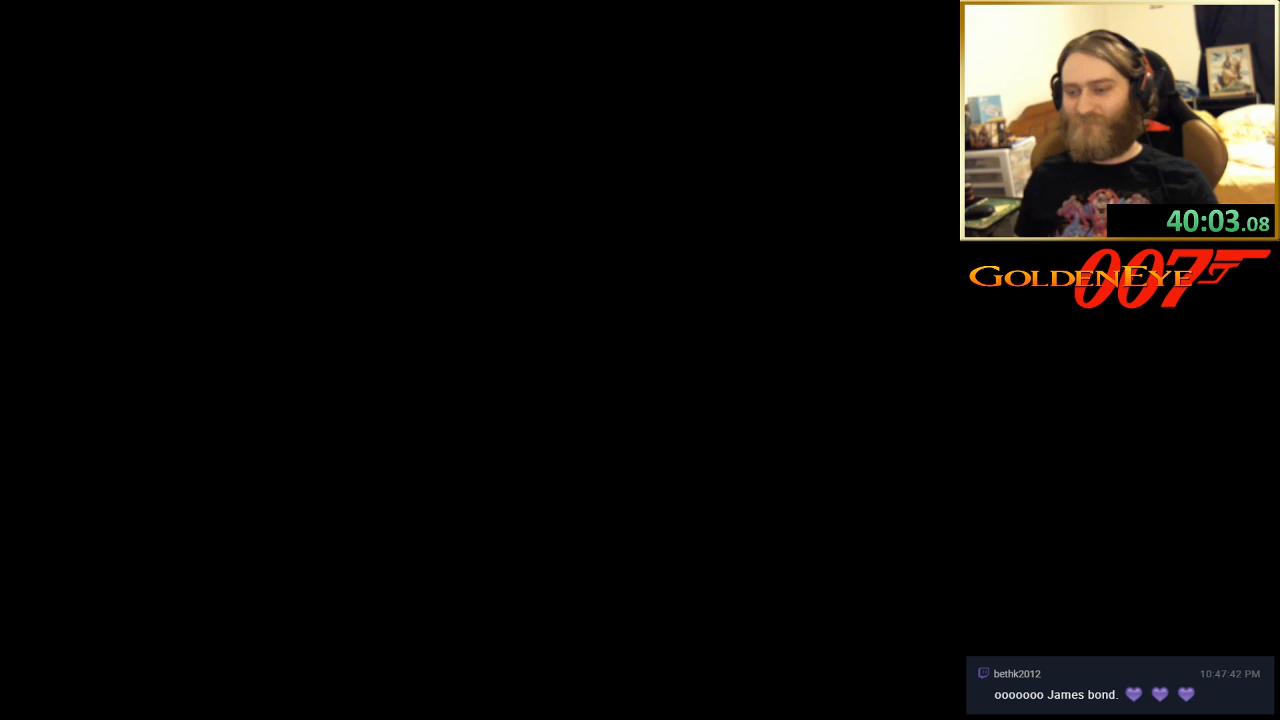 40:03.08
GOLDENEYE 007
bethk2012 10:47:42 PM
ooooooo James bond. 💜 💜 💜